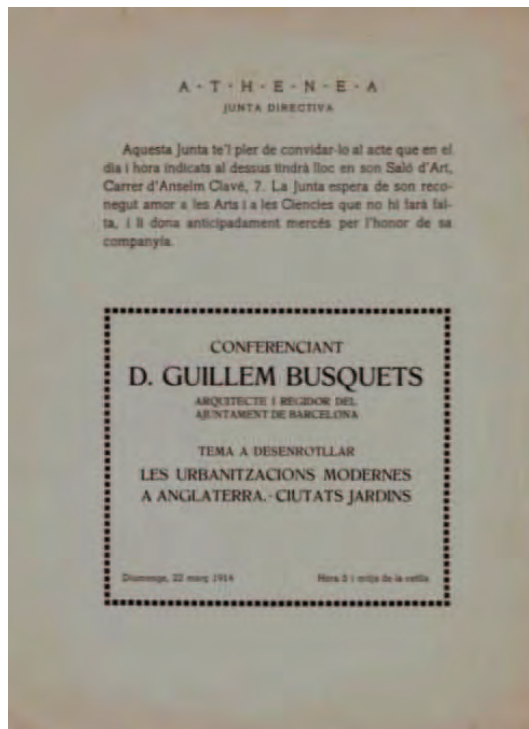 A-T-H-E-N-E-A
JUNTA DIRECTIVA
Aquesta Junta te'l pler de convidar-lo al acte que en el
dia i hora indicats al dessus tindrà lloc en son Saló d'Art,
Carrer d'Anselm Clavé, 7. La Junta espera de son reco-
negut amor a les Arts i a les Ciencies que no hi farà fal-
ta, i li dona anticipadament mercés per l'honor de sa
companyía.
CONFERENCIANT
D. GUILLEM BUSQUETS
ARQUITECTE I REGIDOR DEL
AJUNTAMENT DE BARCELONA
TEMA A DESENROTLLAR
LES URBANITZACIONS MODERNES
A ANGLATERRA.-CIUTATS JARDINS
Diumenge, 22 març 1914
Hora i mitja de la